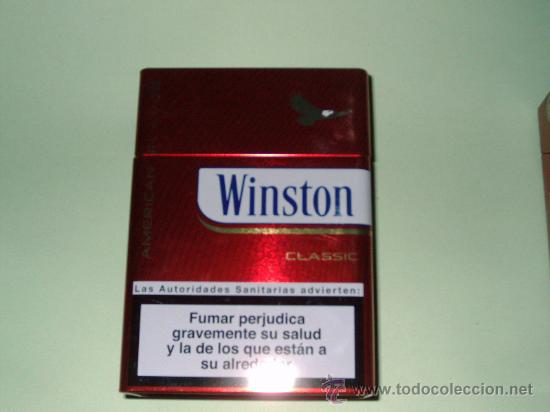 AMERICAN
Winston
CLASSIC
Las Autoridades Sanitarias advierten:
Fumar perjudica
gravemente su salud
y la de los que están a
su alrededor
www.todocoleccion.net